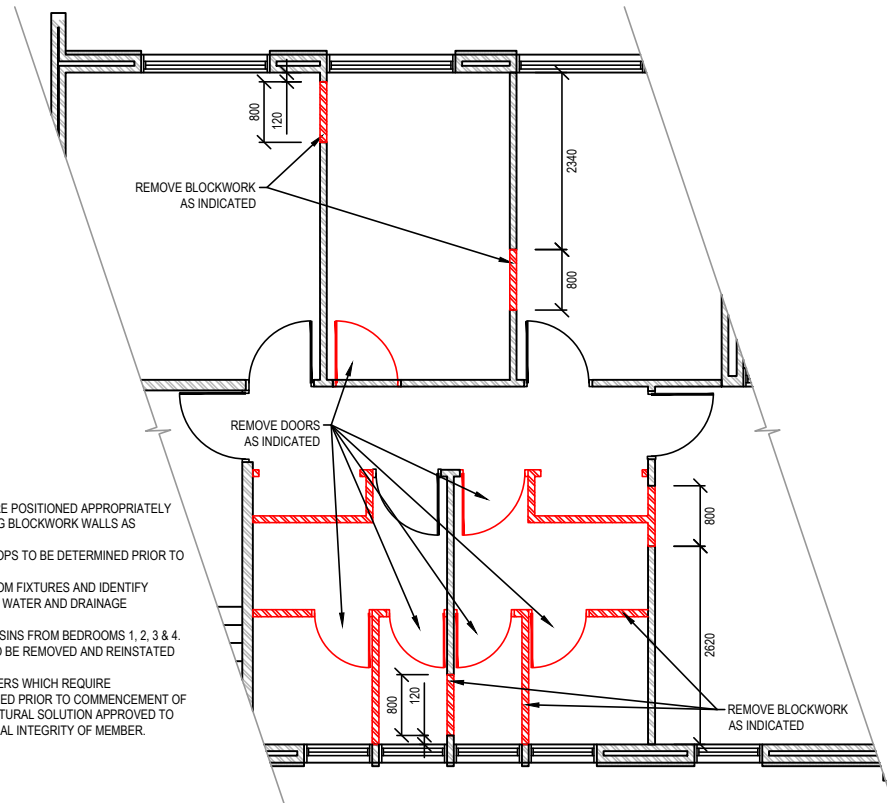 800
120
2340
REMOVE BLOCKWORK
AS INDICATED
800
REMOVE DOORS
AS INDICATED
RE POSITIONED APPROPRIATELY
G BLOCKWORK WALLS AS
OPS TO BE DETERMINED PRIOR TO
OM FIXTURES AND IDENTIFY
WATER AND DRAINAGE
SINS FROM BEDROOMS 1, 2, 3 & 4.
O BE REMOVED AND REINSTATED
ERS WHICH REQUIRE
ED PRIOR TO COMMENCEMENT OF
TURAL SOLUTION APPROVED TO
AL INTEGRITY OF MEMBER.
800
2620
800
120
REMOVE BLOCKWORK
AS INDICATED